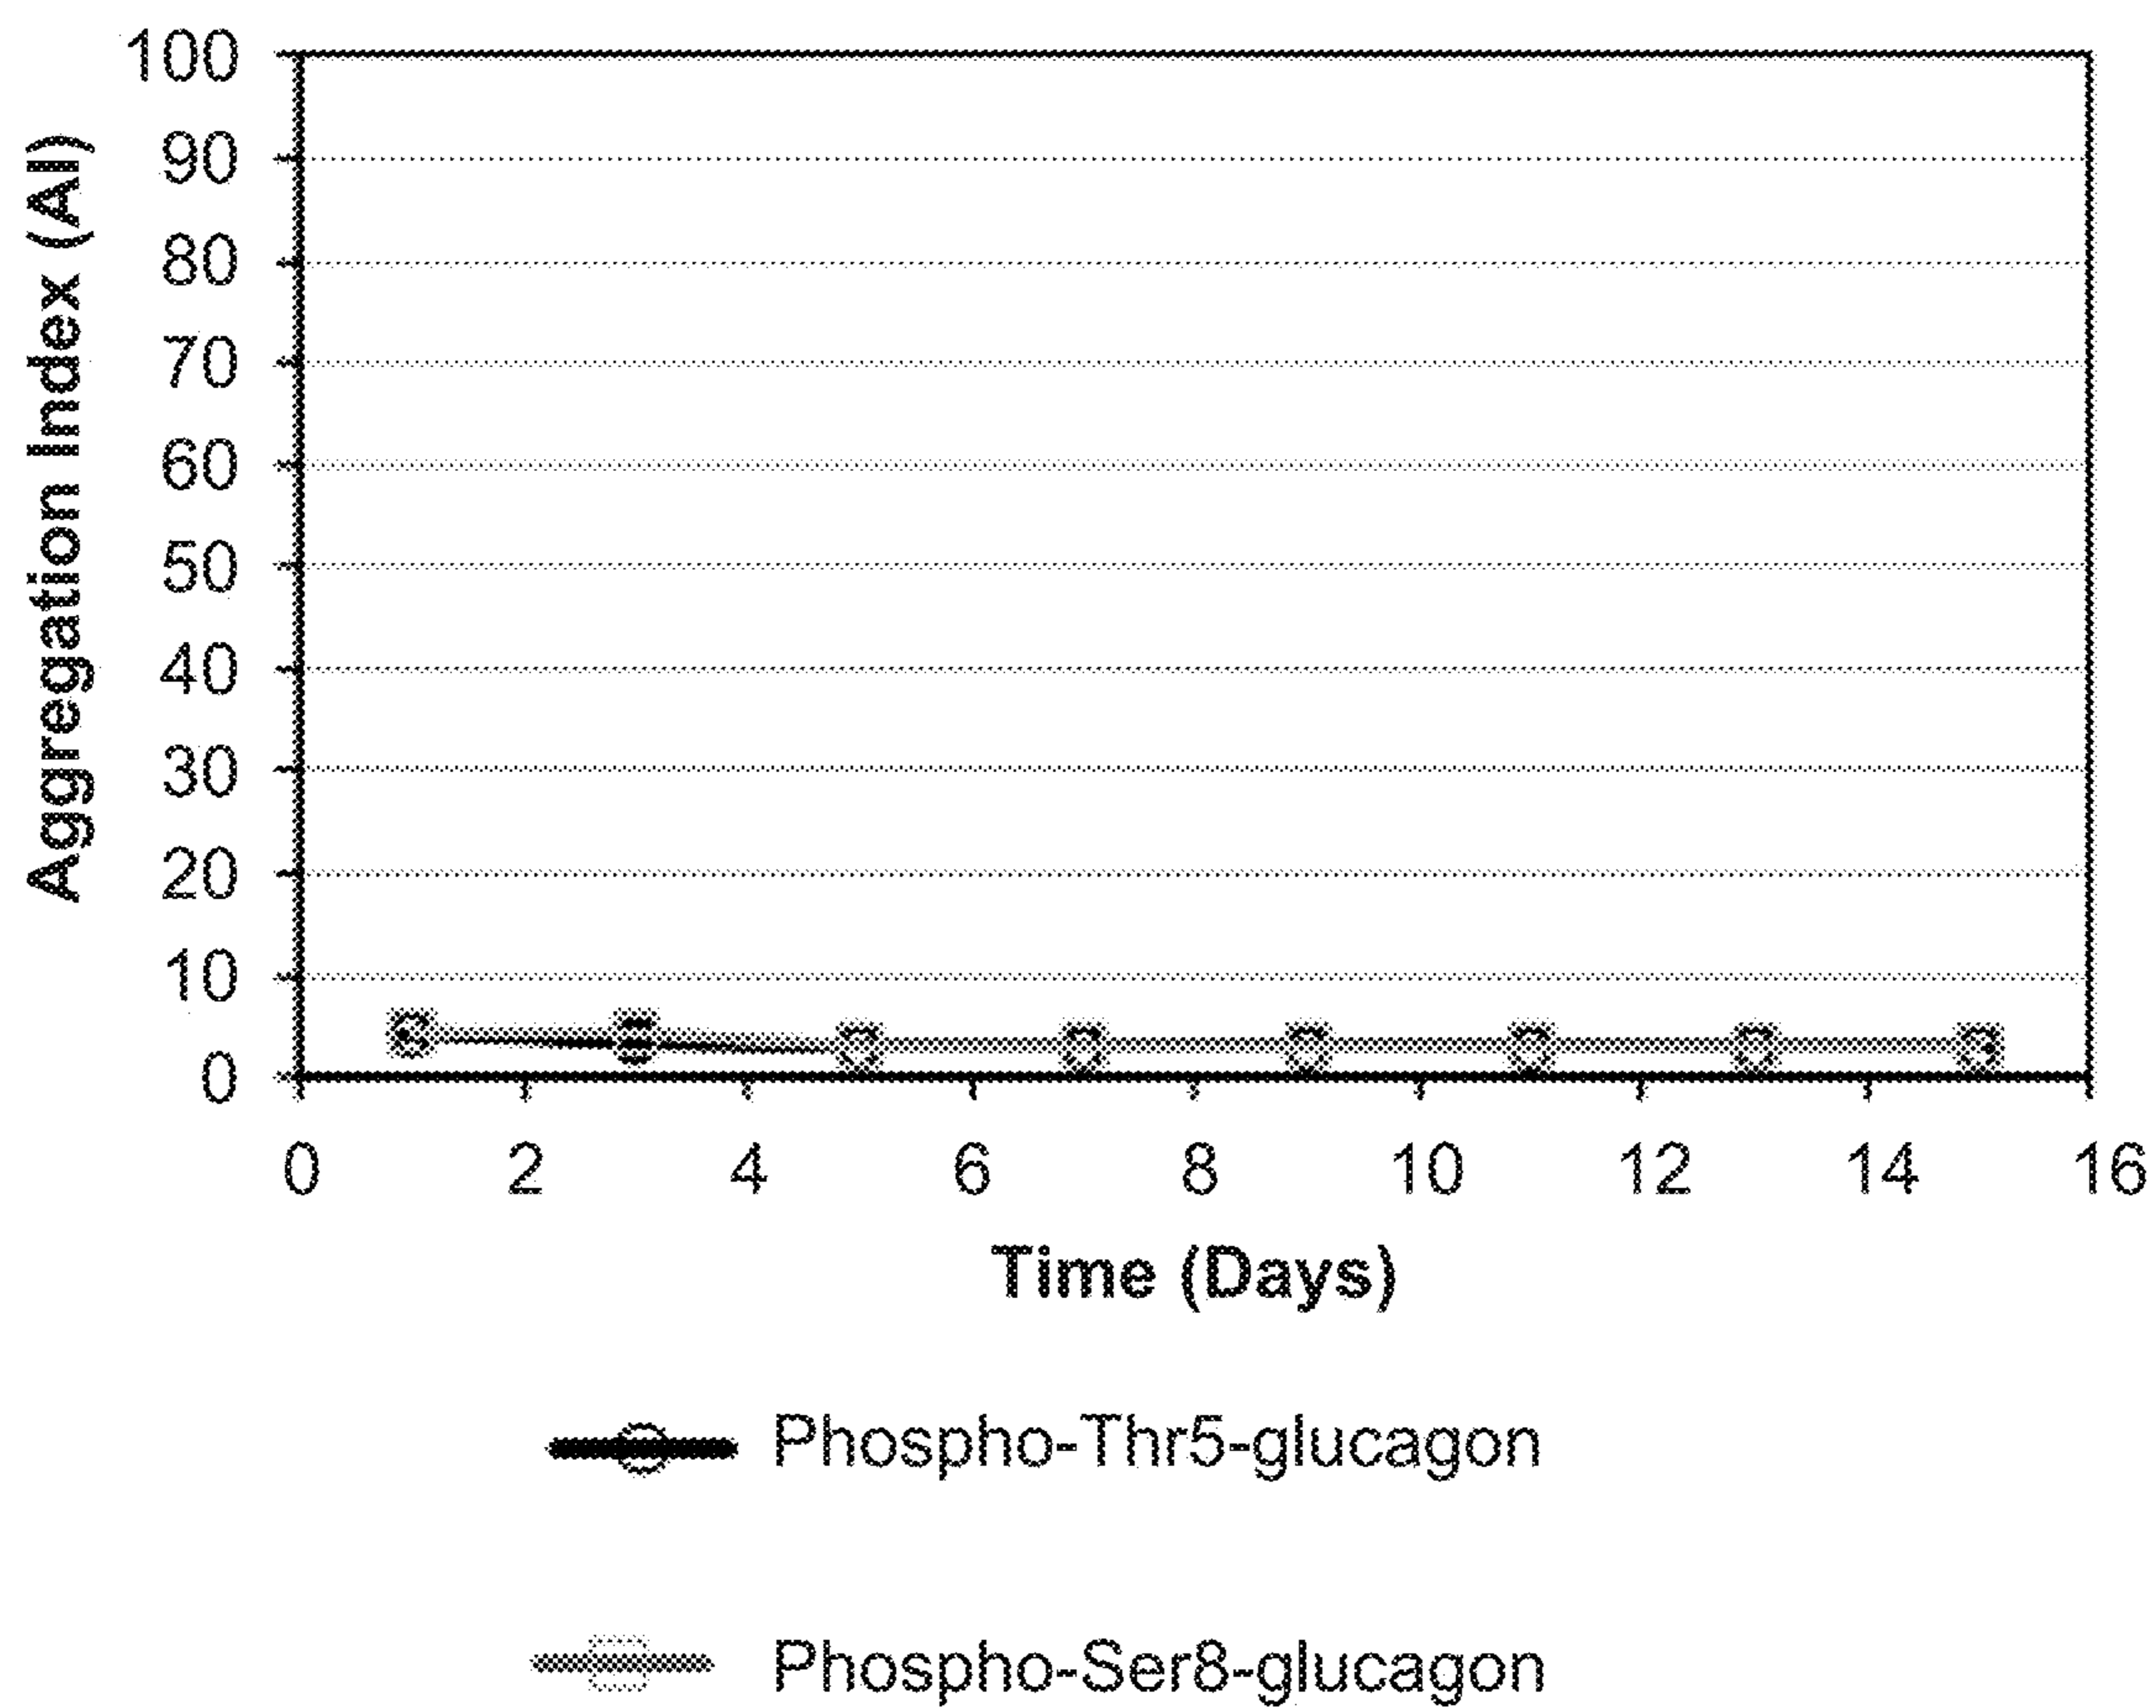 Aggregation Index (AI)
100
90
80
70
60
50
40
30
20
10
0
0 2 4 6 8 10 12 14 16
Time (Days)
Phospho-Thr5-glucagon
Phospho-Ser8-glucagon